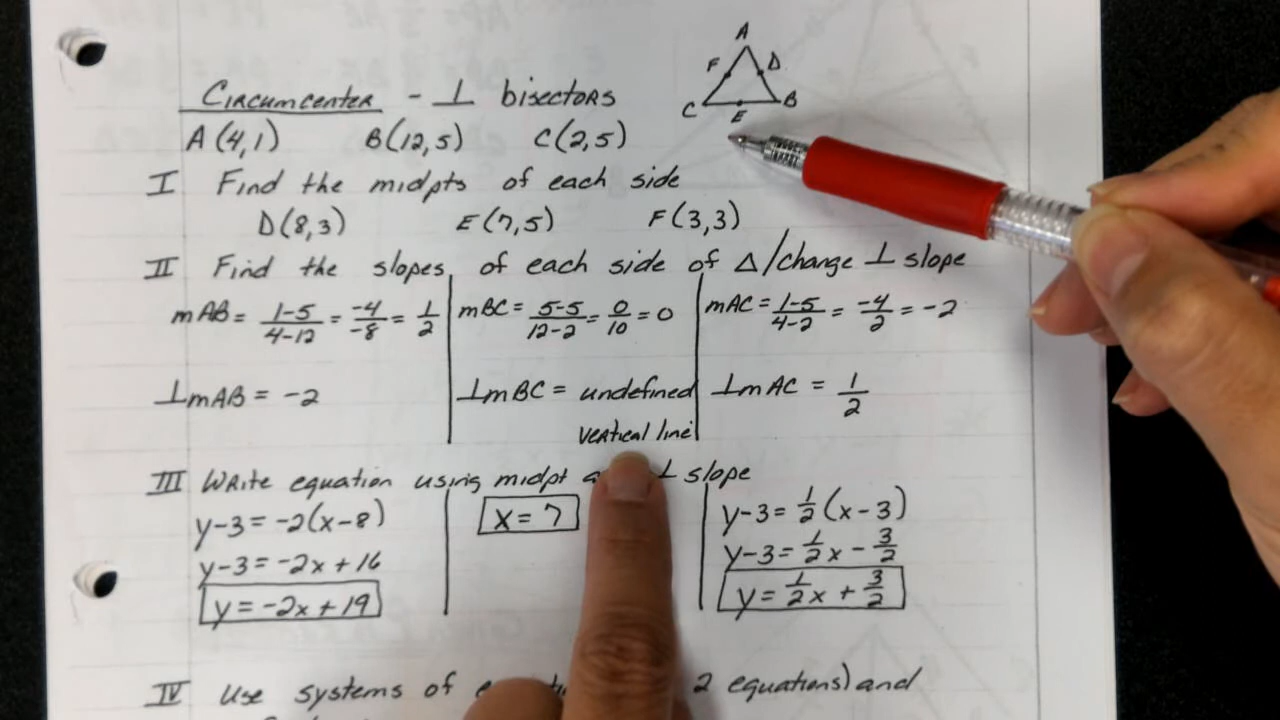 A
F D
C B
E
Circumcenter - ⊥ bisectors
A(4,1) B(12,5) C(2,5)
I Find the midpts of each side
D(8,3) E(7,5) F(3,3)
II Find the slopes of each side of Δ/change ⊥ slope
mAB = 1-5/4-12 = -4/-8 = 1/2
mBC = 5-5/12-2 = 0/10 = 0
mAC = 1-5/4-2 = -4/2 = -2
⊥mAB = -2
⊥mBC = undefined
vertical line
⊥mAC = 1/2
III Write equation using midpt ⊥ slope
y-3 = -2(x-8)
y-3 = -2x + 16
y = -2x + 19
x = 7
y-3 = 1/2(x-3)
y-3 = 1/2x - 3/2
y = 1/2x + 3/2
IV Use systems of 2 equations) and